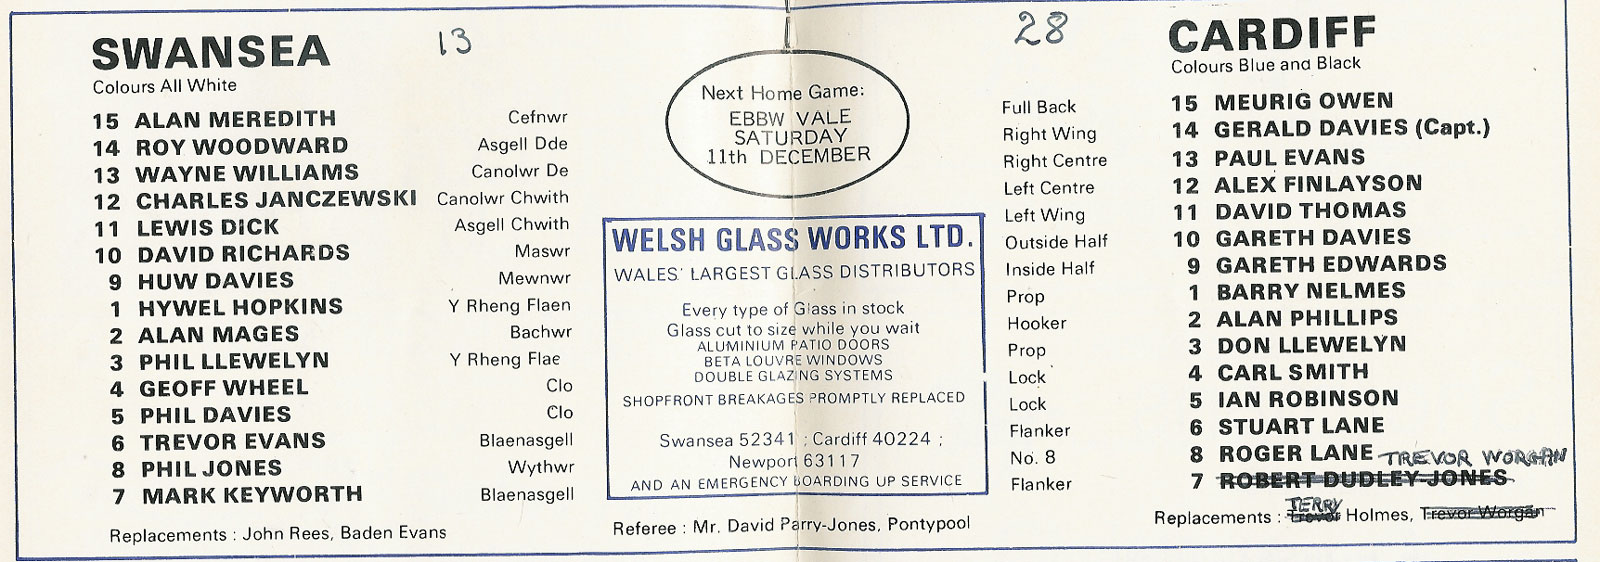 SWANSEA 13
Colours All White
15 ALAN MEREDITH Cefnwr
14 ROY WOODWARD Asgell Dde
13 WAYNE WILLIAMS Canolwr De
12 CHARLES JANCZEWSKI Canolwr Chwith
11 LEWIS DICK Asgell Chwith
10 DAVID RICHARDS Maswr
9 HUW DAVIES Mewnwr
1 HYWEL HOPKINS Y Rheng Flaen
2 ALAN MAGES Bachwr
3 PHIL LLEWELYN Y Rheng Flae
4 GEOFF WHEEL Clo
5 PHIL DAVIES Clo
6 TREVOR EVANS Blaenasgell
8 PHIL JONES Wythwr
7 MARK KEYWORTH Blaenasgell
Replacements : John Rees, Baden Evans
Next Home Game:
EBBW VALE
SATURDAY
11th DECEMBER
WELSH GLASS WORKS LTD.
WALES' LARGEST GLASS DISTRIBUTORS
Every type of Glass in stock
Glass cut to size while you wait
ALUMINIUM PATIO DOORS
BETA LOUVRE WINDOWS
DOUBLE GLAZING SYSTEMS
SHOPFRONT BREAKAGES PROMPTLY REPLACED
Swansea 52341 ; Cardiff 40224 ;
Newport 63117
AND AN EMERGENCY BOARDING UP SERVICE
Referee : Mr. David Parry-Jones, Pontypool
28 CARDIFF
Colours Blue and Black
Full Back 15 MEURIG OWEN
Right Wing 14 GERALD DAVIES (Capt.)
Right Centre 13 PAUL EVANS
Left Centre 12 ALEX FINLAYSON
Left Wing 11 DAVID THOMAS
Outside Half 10 GARETH DAVIES
Inside Half 9 GARETH EDWARDS
Prop 1 BARRY NELMES
Hooker 2 ALAN PHILLIPS
Prop 3 DON LLEWELYN
Lock 4 CARL SMITH
Lock 5 IAN ROBINSON
Flanker 6 STUART LANE
No. 8 8 ROGER LANE TREVOR WORGAN
Flanker 7 ROBERT DUDLEY-JONES
TERRY
Replacements : Trevor Holmes, Trevor Worgan